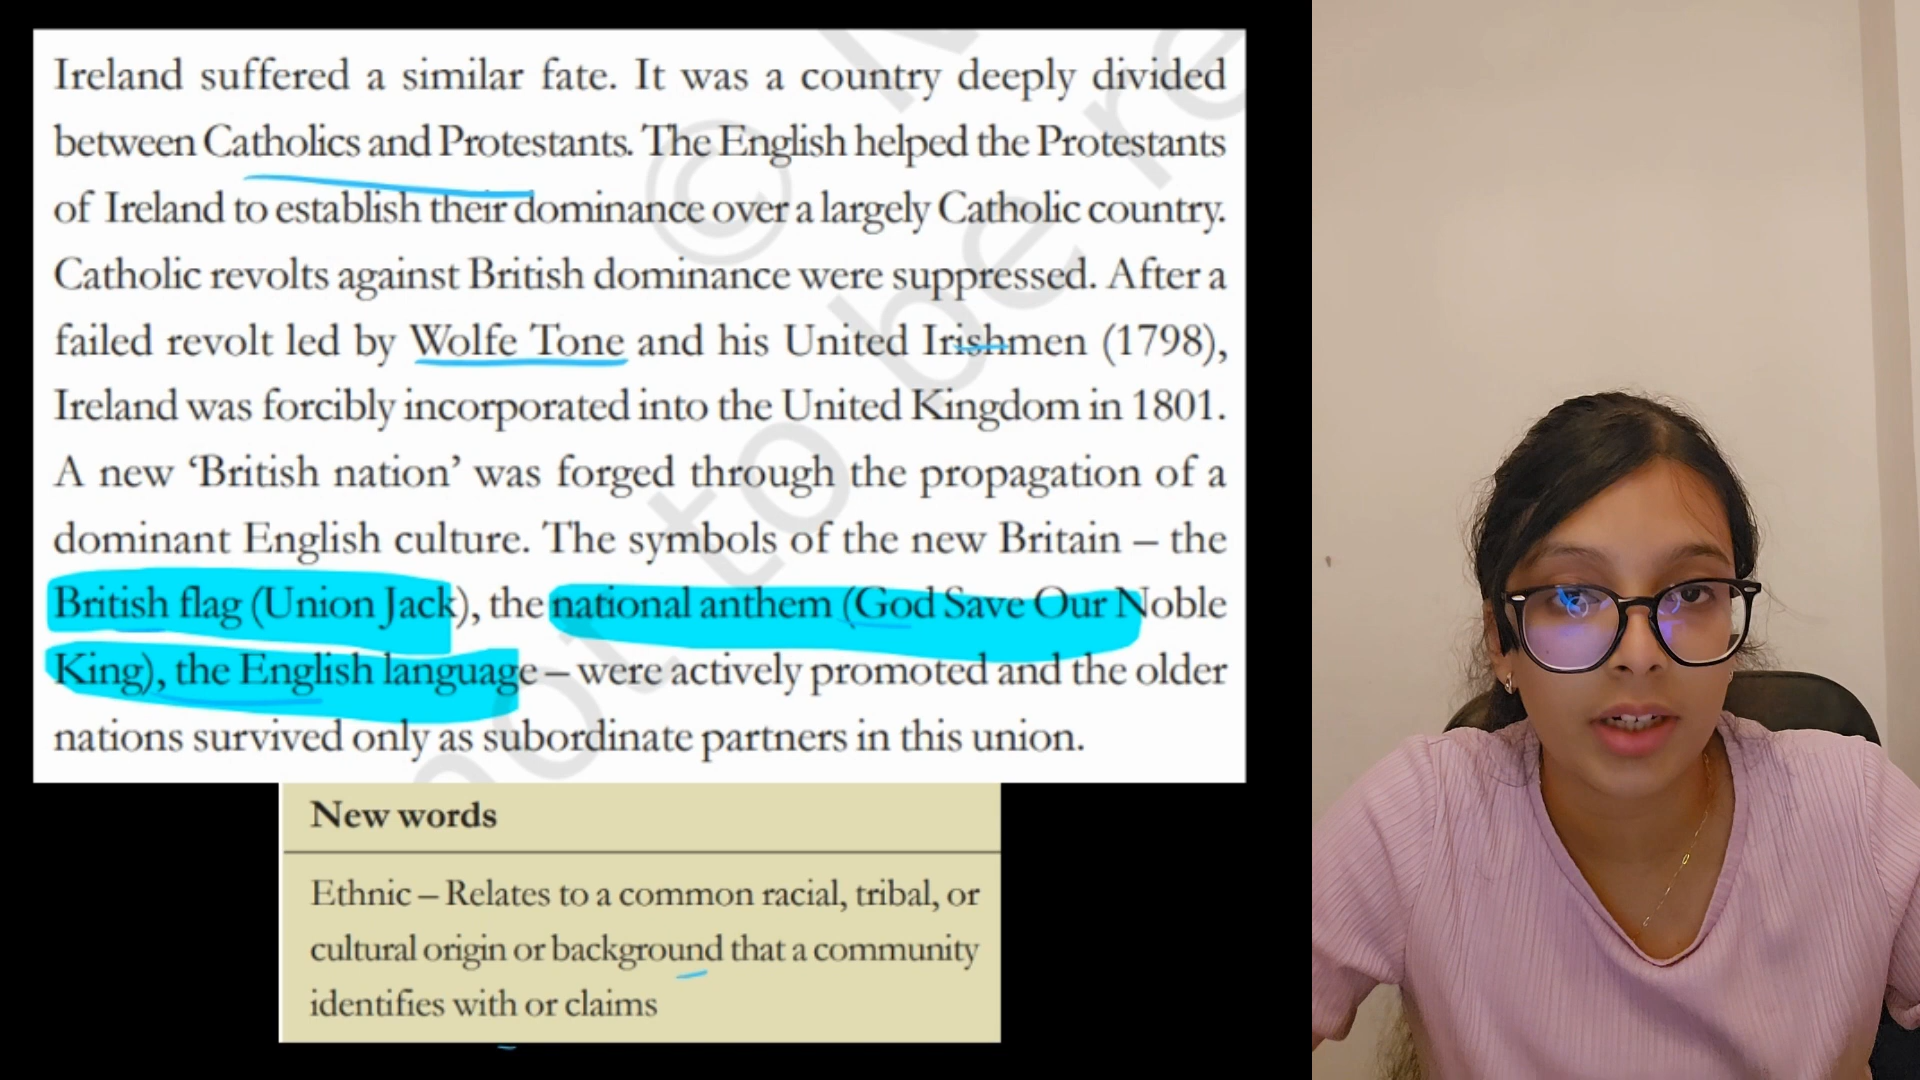 Ireland suffered a similar fate. It was a country deeply divided
between Catholics and Protestants. The English helped the Protestants
of Ireland to establish their dominance over a largely Catholic country.
Catholic revolts against British dominance were suppressed. After a
failed revolt led by Wolfe Tone and his United Irishmen (1798),
Ireland was forcibly incorporated into the United Kingdom in 1801.
A new ‘British nation’ was forged through the propagation of a
dominant English culture. The symbols of the new Britain – the
British flag (Union Jack), the national anthem (God Save Our Noble
King), the English language – were actively promoted and the older
nations survived only as subordinate partners in this union.
© N
not to be re
New words
Ethnic – Relates to a common racial, tribal, or
cultural origin or background that a community
identifies with or claims